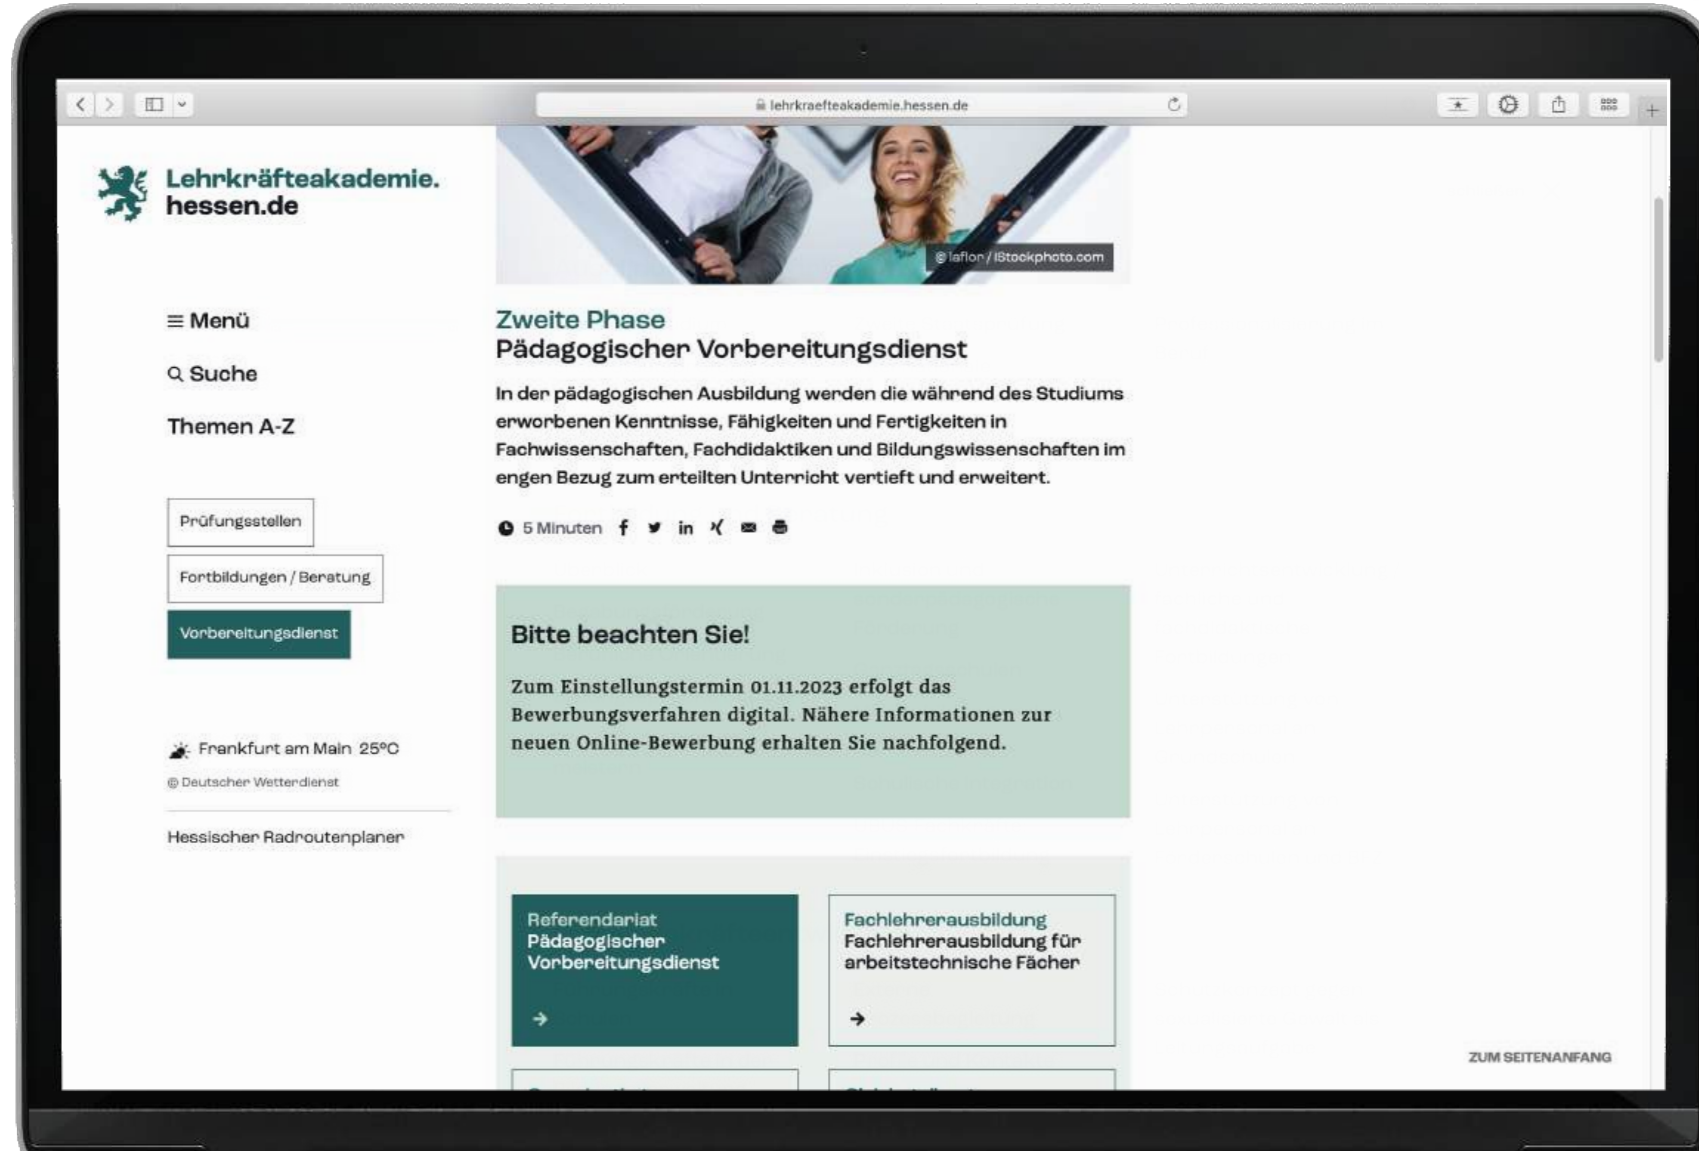 lehrkraefteakademie.hessen.de
Lehrkräfteakademie.
hessen.de
≡ Menü
Suche
Themen A-Z
Prüfungsstellen
Fortbildungen / Beratung
Vorbereitungsdienst
Frankfurt am Main 25°C
© Deutscher Wetterdienst
Hessischer Radroutenplaner
© laflor / iStockphoto.com
Zweite Phase
Pädagogischer Vorbereitungsdienst
In der pädagogischen Ausbildung werden die während des Studiums
erworbenen Kenntnisse, Fähigkeiten und Fertigkeiten in
Fachwissenschaften, Fachdidaktiken und Bildungswissenschaften im
engen Bezug zum erteilten Unterricht vertieft und erweitert.
5 Minuten
Bitte beachten Sie!
Zum Einstellungstermin 01.11.2023 erfolgt das
Bewerbungsverfahren digital. Nähere Informationen zur
neuen Online-Bewerbung erhalten Sie nachfolgend.
Referendariat
Pädagogischer
Vorbereitungsdienst
Fachlehrerausbildung
Fachlehrerausbildung für
arbeitstechnische Fächer
ZUM SEITENANFANG